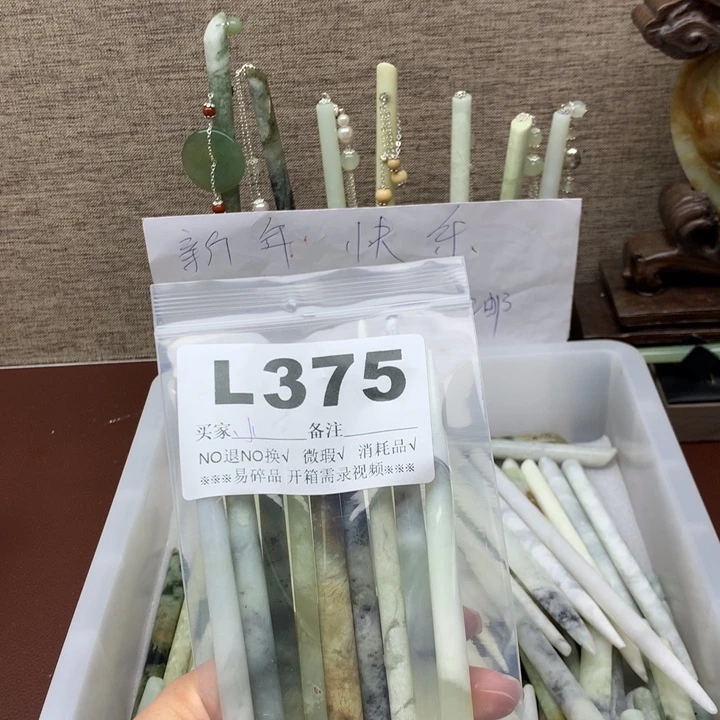 新年快乐
L375
买家 小 备注
NO退NO换√ 微瑕√ 消耗品√
※※※易碎品 开箱需录视频※※※